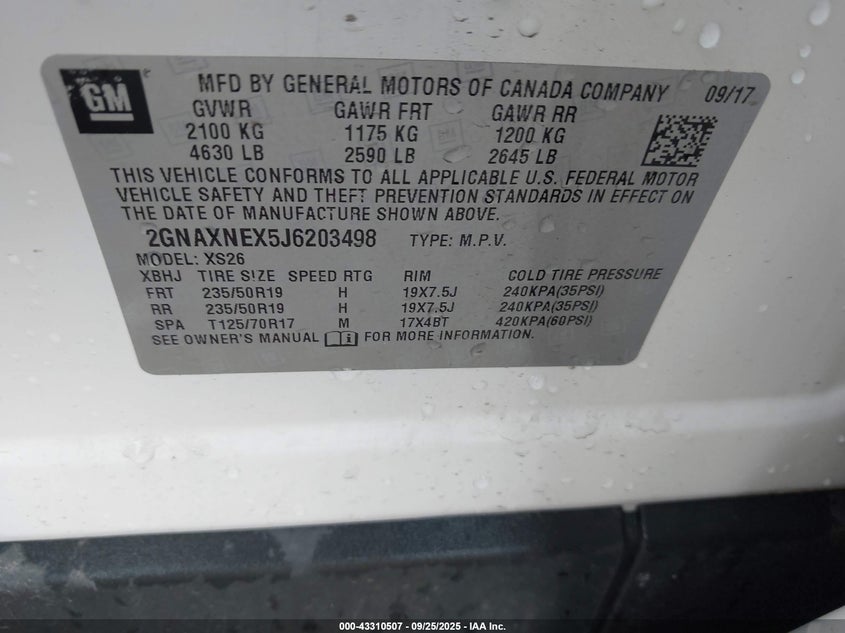 GM
MFD BY GENERAL MOTORS OF CANADA COMPANY 09/17
GVWR GAWR FRT GAWR RR
2100 KG 1175 KG 1200 KG
4630 LB 2590 LB 2645 LB
THIS VEHICLE CONFORMS TO ALL APPLICABLE U.S. FEDERAL MOTOR
VEHICLE SAFETY AND THEFT PREVENTION STANDARDS IN EFFECT ON
THE DATE OF MANUFACTURE SHOWN ABOVE.
2GNAXNEX5J6203498 TYPE: M.P.V.
MODEL: XS26
XBHJ TIRE SIZE SPEED RTG RIM COLD TIRE PRESSURE
FRT 235/50R19 H 19X7.5J 240KPA(35PSI)
RR 235/50R19 H 19X7.5J 240KPA(35PSI)
SPA T125/70R17 M 17X4BT 420KPA(60PSI)
SEE OWNER'S MANUAL FOR MORE INFORMATION.
000-43310507 - 09/25/2025 - IAA Inc.